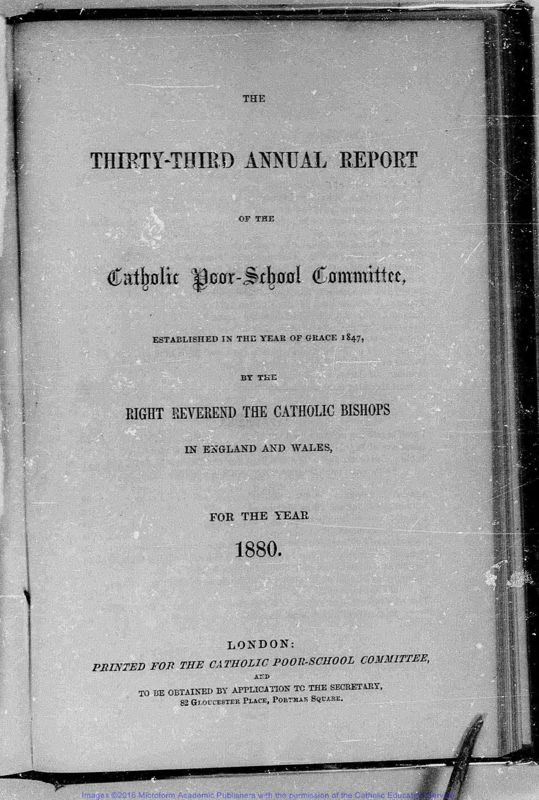 THE
THIRTY-THIRD ANNUAL REPORT
OF THE
Catholic Poor-School Committee,
ESTABLISHED IN THE YEAR OF GRACE 1847,
BY THE
RIGHT REVEREND THE CATHOLIC BISHOPS
IN ENGLAND AND WALES,
FOR THE YEAR
1880.
LONDON:
PRINTED FOR THE CATHOLIC POOR-SCHOOL COMMITTEE,
AND
TO BE OBTAINED BY APPLICATION TO THE SECRETARY,
82 GLOUCESTER PLACE, PORTMAN SQUARE.
Images ©2016 Microform Academic Publishers with the permission of the Catholic Education Service